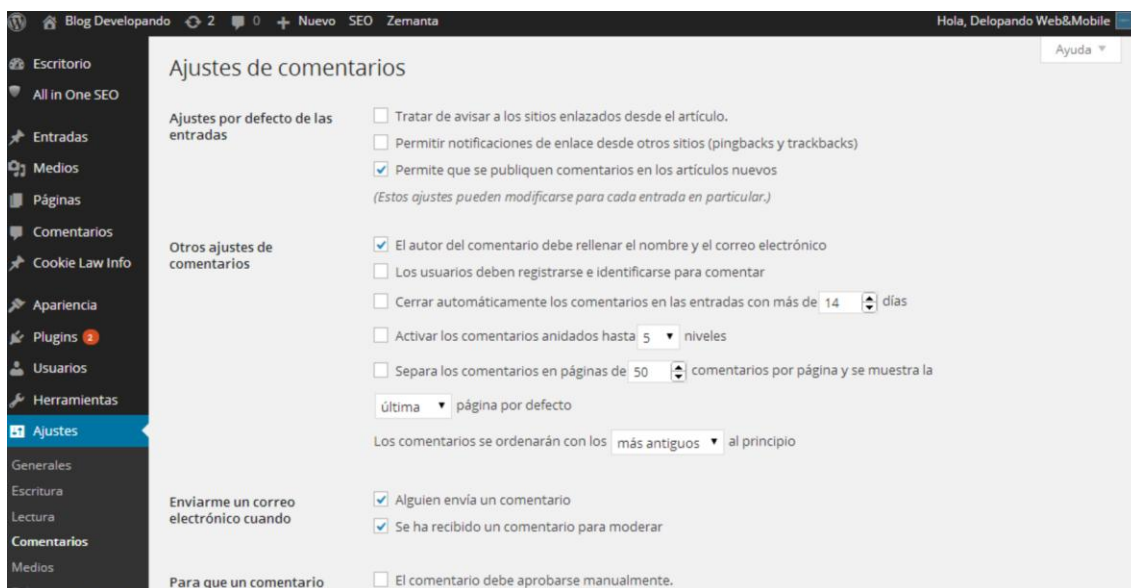 Blog Developando 2 0 + Nuevo SEO Zemanta Hola, Delopando Web&Mobile
Ayuda
Escritorio
All in One SEO
Entradas
Medios
Páginas
Comentarios
Cookie Law Info
Apariencia
Plugins 2
Usuarios
Herramientas
Ajustes
Generales
Escritura
Lectura
Comentarios
Medios
Ajustes de comentarios
Ajustes por defecto de las
entradas
Tratar de avisar a los sitios enlazados desde el artículo.
Permitir notificaciones de enlace desde otros sitios (pingbacks y trackbacks)
Permite que se publiquen comentarios en los artículos nuevos
(Estos ajustes pueden modificarse para cada entrada en particular.)
Otros ajustes de
comentarios
El autor del comentario debe rellenar el nombre y el correo electrónico
Los usuarios deben registrarse e identificarse para comentar
Cerrar automáticamente los comentarios en las entradas con más de 14 días
Activar los comentarios anidados hasta 5 niveles
Separa los comentarios en páginas de 50 comentarios por página y se muestra la
última página por defecto
Los comentarios se ordenarán con los más antiguos al principio
Enviarme un correo
electrónico cuando
Alguien envía un comentario
Se ha recibido un comentario para moderar
Para que un comentario
El comentario debe aprobarse manualmente.